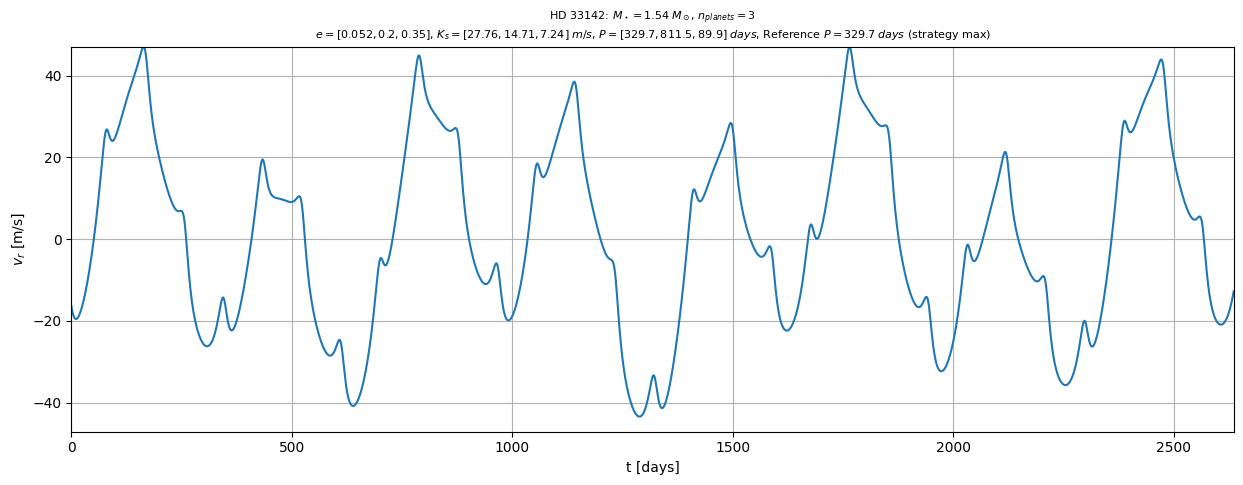 HD 33142: $M_\star = 1.54\ M_\odot$, $n_{planets} = 3$
$e = [0.052, 0.2, 0.35]$, $K_s = [27.76, 14.71, 7.24]\ m/s$, $P = [329.7, 811.5, 89.9]\ days$, Reference $P = 329.7\ days$ (strategy max)
40
20
0
−20
−40
$v_r$ [m/s]
0 500 1000 1500 2000 2500
t [days]